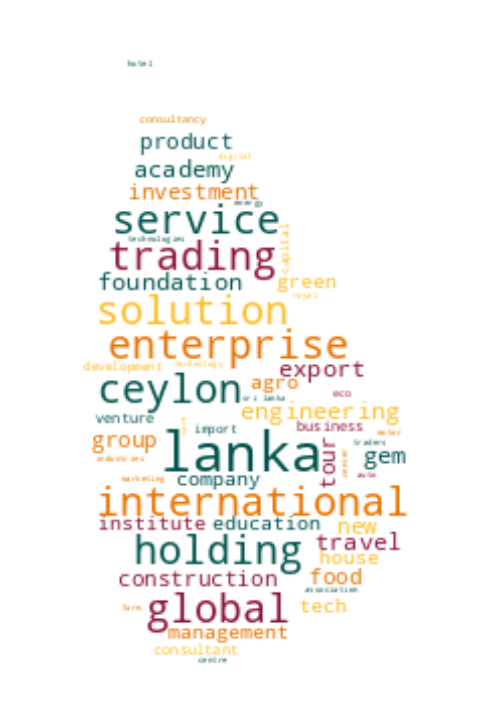 hotel
consultancy
product
digital
academy
investment
energy
service
technologies
capital
trading
foundation
green
royal
solution
enterprise
development
technology
export
ceylon
agro
sri lanka
eco
engineering
venture
care
import
business
motor
group
lanka
tour
traders
gem
industries
center
auto
marketing
company
international
institute
education
new
holding
travel
house
construction
food
association
farm
global
tech
management
consultant
centre